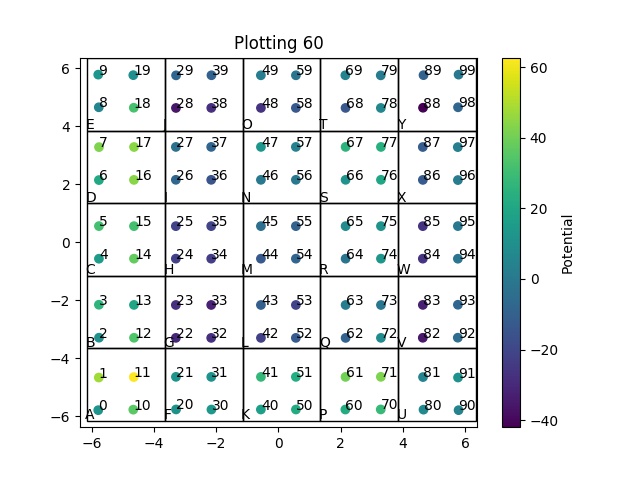 Plotting 60
6 9 19 29 39 49 59 69 79 89 99 60
8 18 28 38 48 58 68 78 88 98
4 E J O T Y 40
7 17 27 37 47 57 67 77 87 97
2 6 16 26 36 46 56 66 76 86 96
D I N S X 20
5 15 25 35 45 55 65 75 85 95
0 4 14 24 34 44 54 64 74 84 94
C H M R W 0
−2 3 13 23 33 43 53 63 73 83 93
2 12 22 32 42 52 62 72 82 92
B G L Q V −20
−4 1 11 21 31 41 51 61 71 81 91
0 10 20 30 40 50 60 70 80 90
−6 A F K P U −40
−6 −4 −2 0 2 4 6
Potential